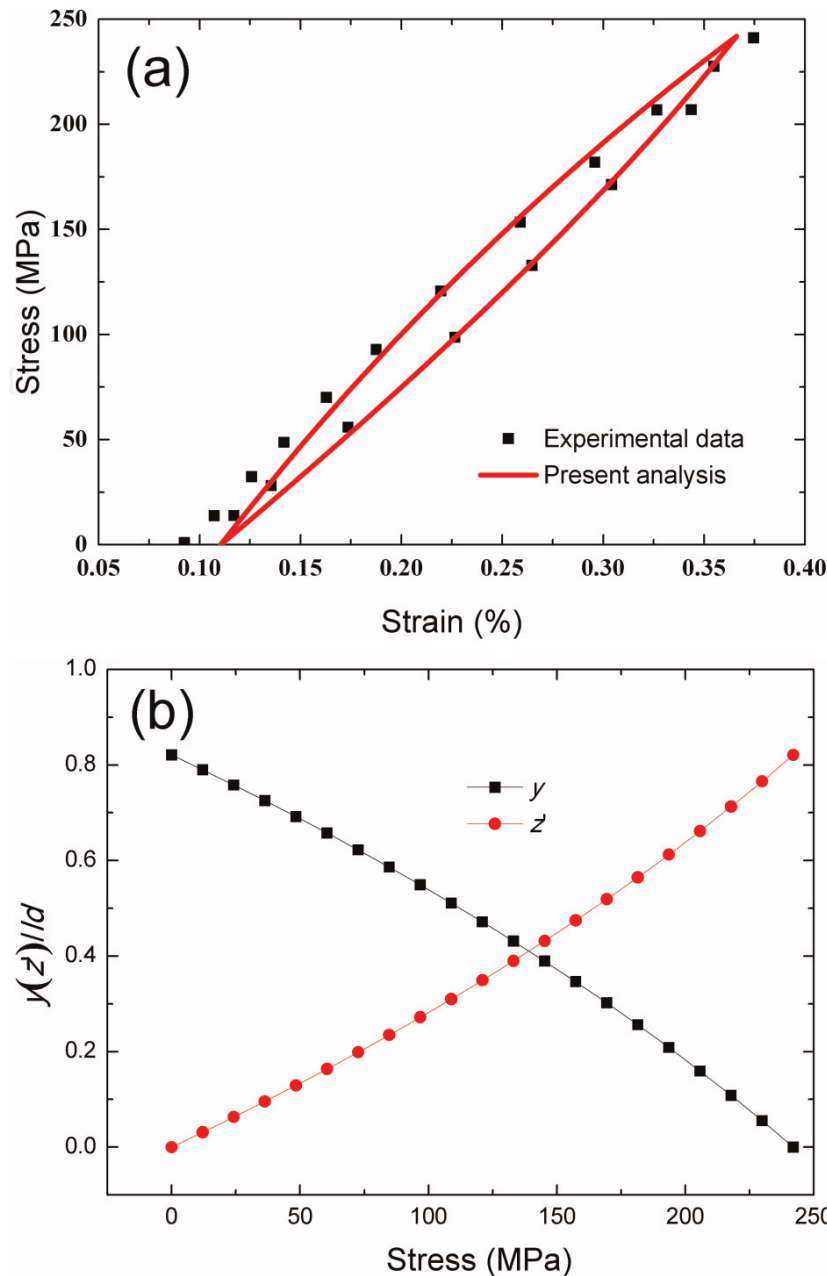 (a)
250
200
150
100
50
0
Stress (MPa)
Experimental data
Present analysis
0.05 0.10 0.15 0.20 0.25 0.30 0.35 0.40
Strain (%)
(b)
1.0
0.8
0.6
0.4
0.2
0.0
y(z')/d
y
z'
0 50 100 150 200 250
Stress (MPa)